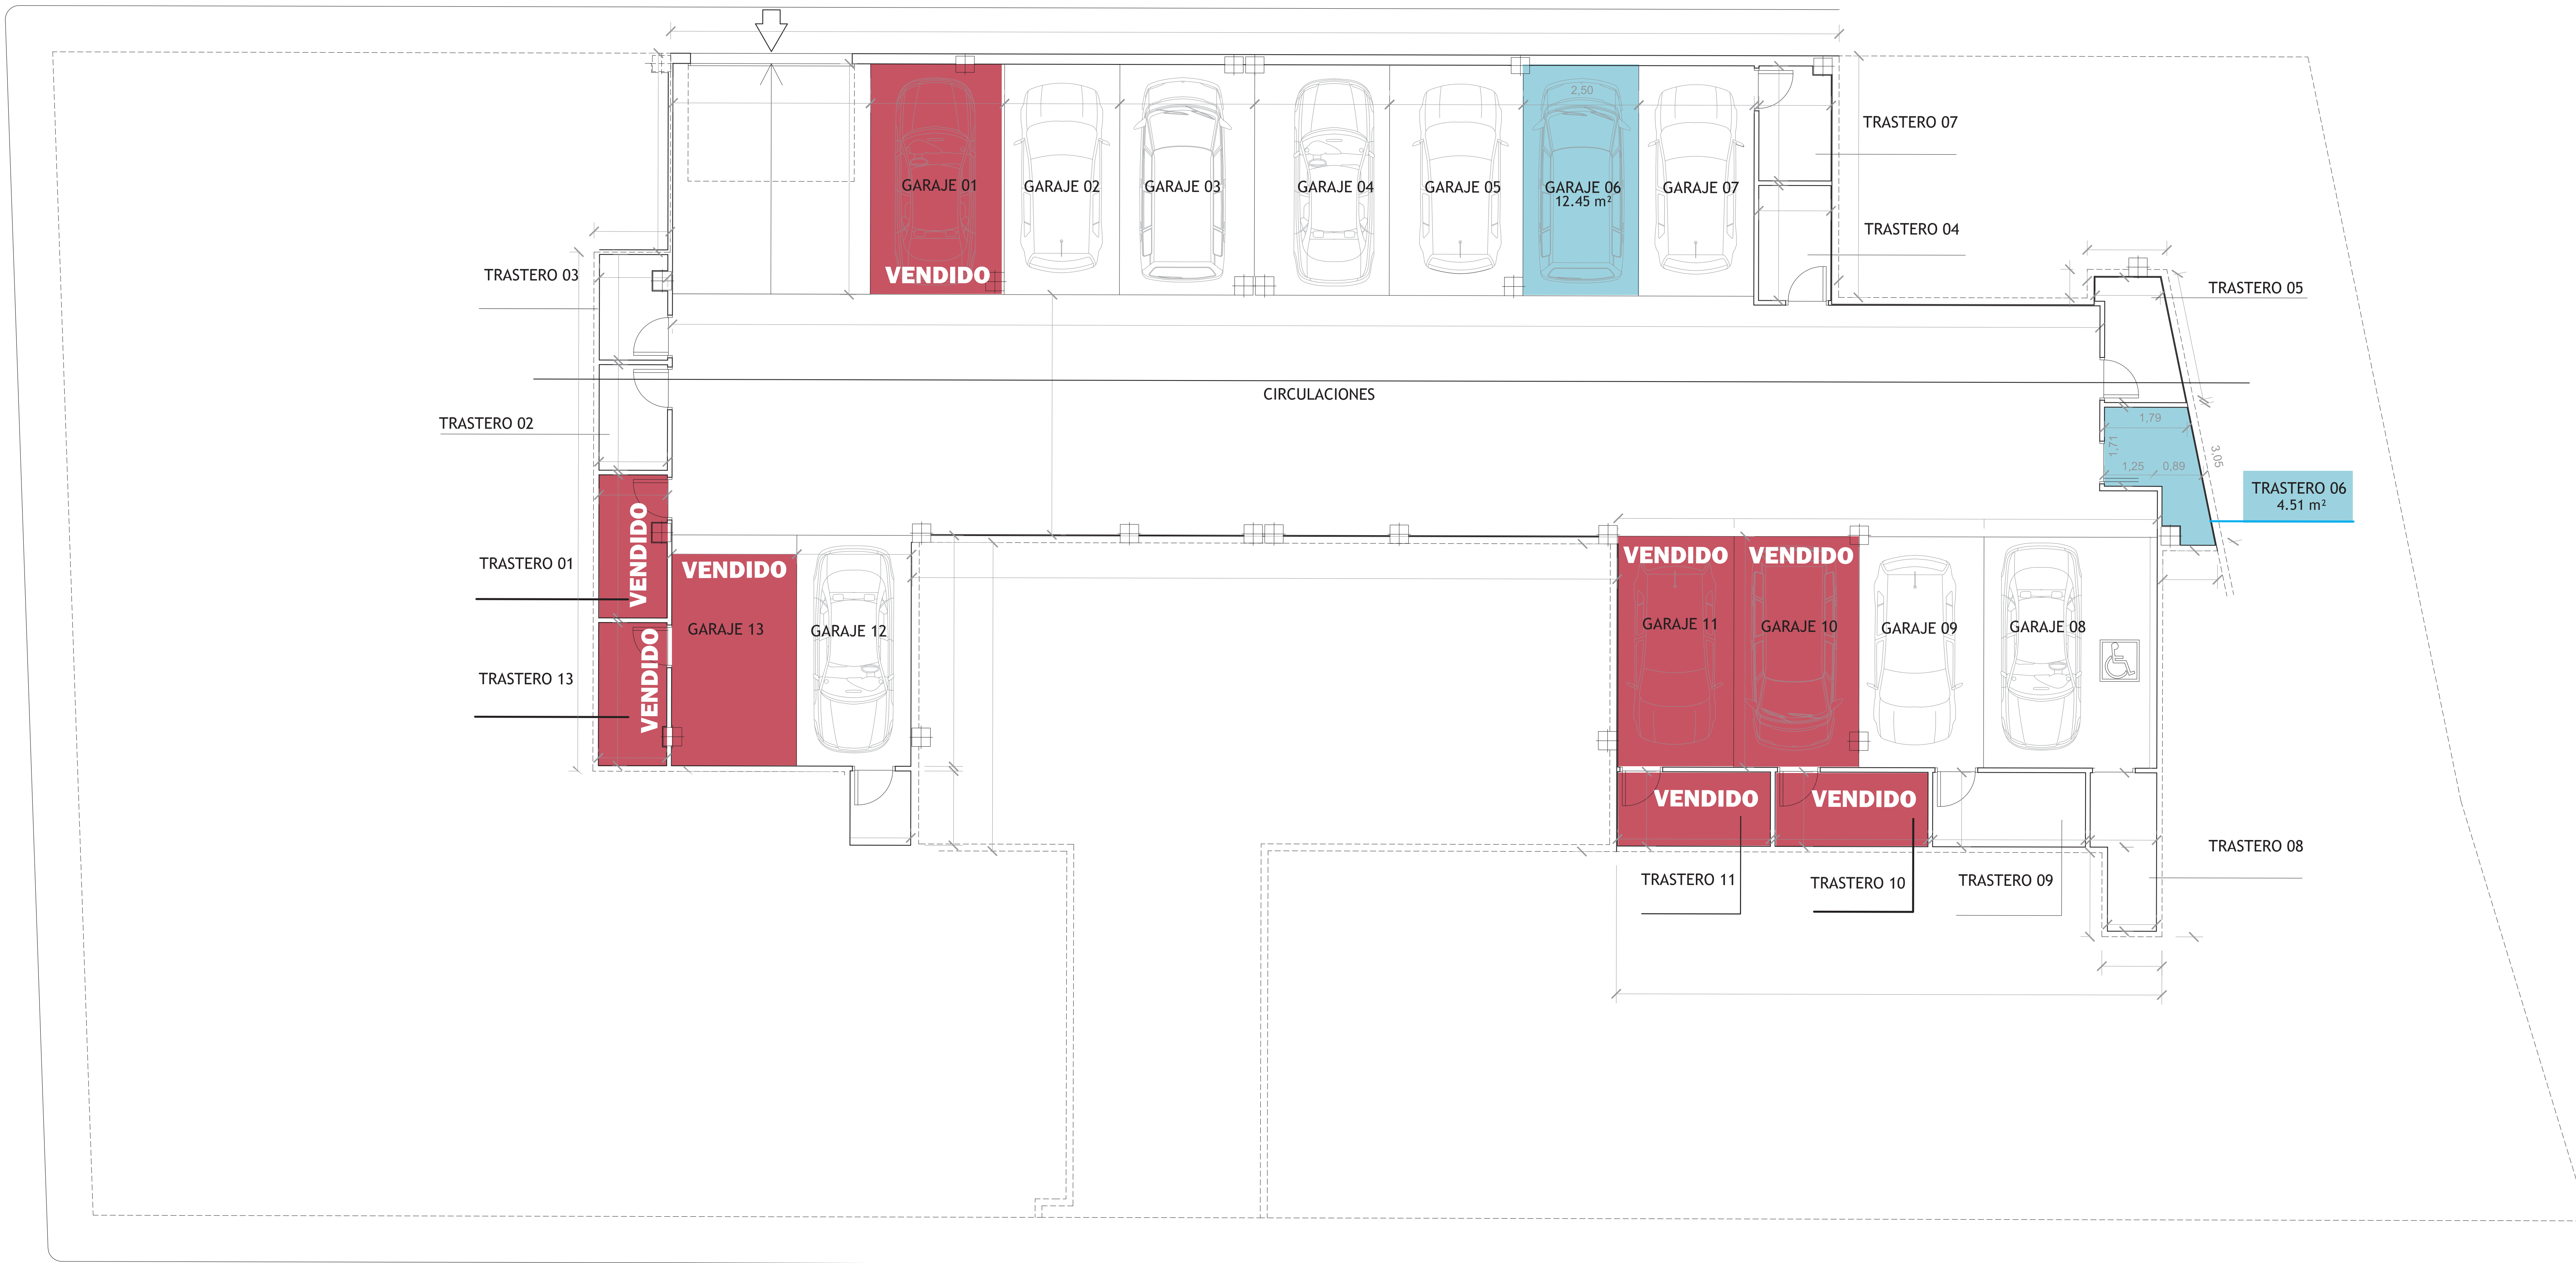 2,50
TRASTERO 07
GARAJE 01
GARAJE 02
GARAJE 03
GARAJE 04
GARAJE 05
GARAJE 06
12.45 m²
GARAJE 07
TRASTERO 04
VENDIDO
TRASTERO 03
TRASTERO 05
CIRCULACIONES
TRASTERO 02
1,79
1,71
3,05
1,25
0,89
TRASTERO 06
4.51 m²
TRASTERO 01
VENDIDO
VENDIDO
VENDIDO
VENDIDO
GARAJE 13
GARAJE 12
GARAJE 11
GARAJE 10
GARAJE 09
GARAJE 08
TRASTERO 13
VENDIDO
VENDIDO
VENDIDO
TRASTERO 08
TRASTERO 11
TRASTERO 10
TRASTERO 09